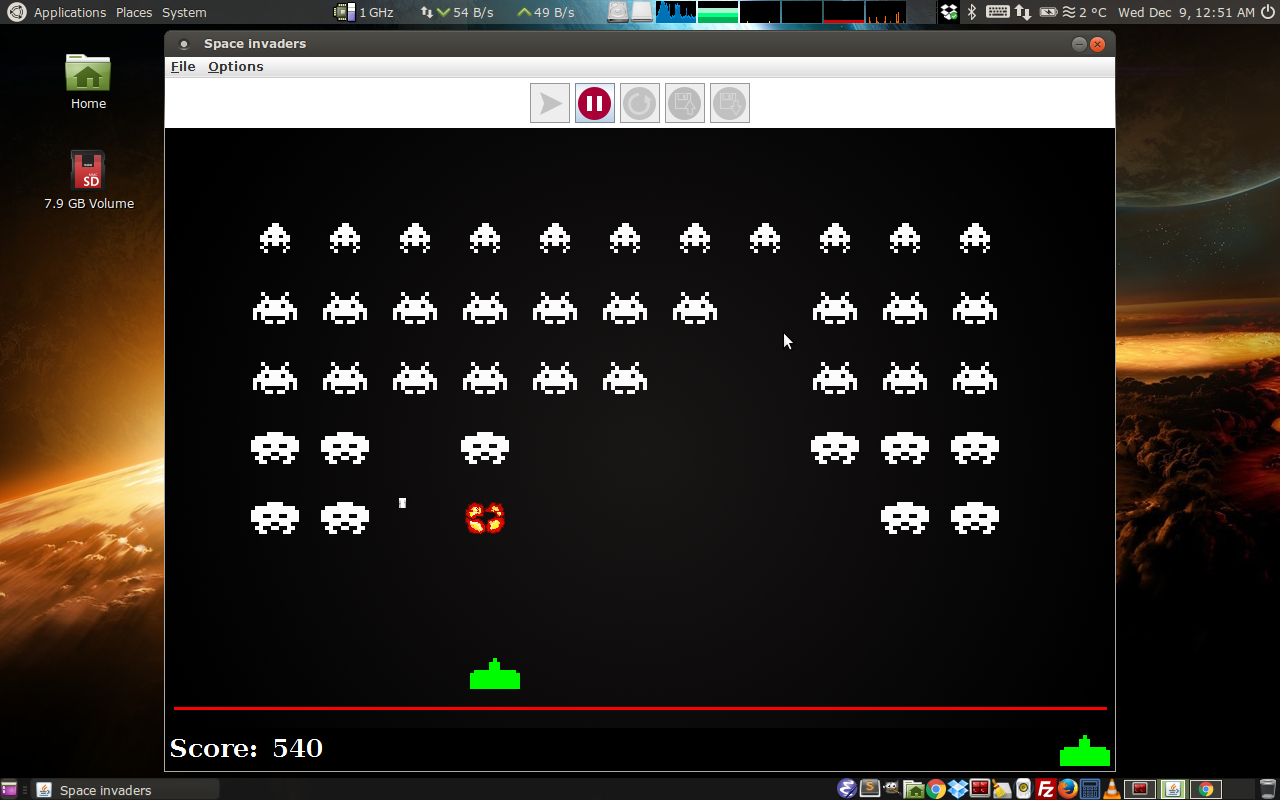 Applications Places System 1 GHz 54 B/s 49 B/s 2 °C Wed Dec 9, 12:51 AM
Space invaders
File Options
Home
SD
7.9 GB Volume
Score: 540
Space invaders